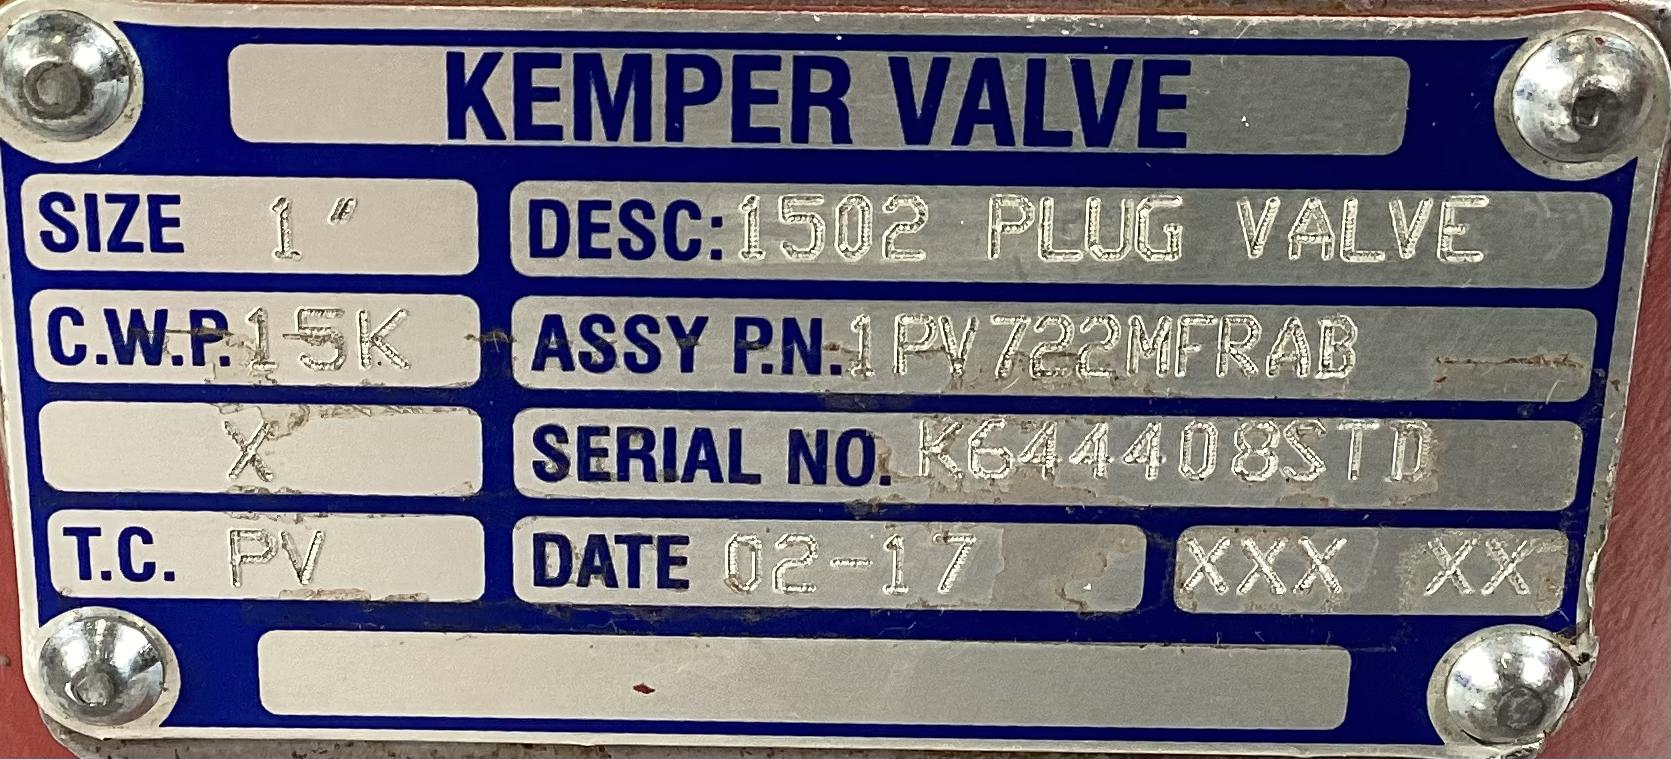 KEMPER VALVE
SIZE 1" DESC: 1502 PLUG VALVE
C.W.P. 15K ASSY P.N. 1PV722MFRAB
X SERIAL NO. K644408STD
T.C. PV DATE 02-17 XXX XX